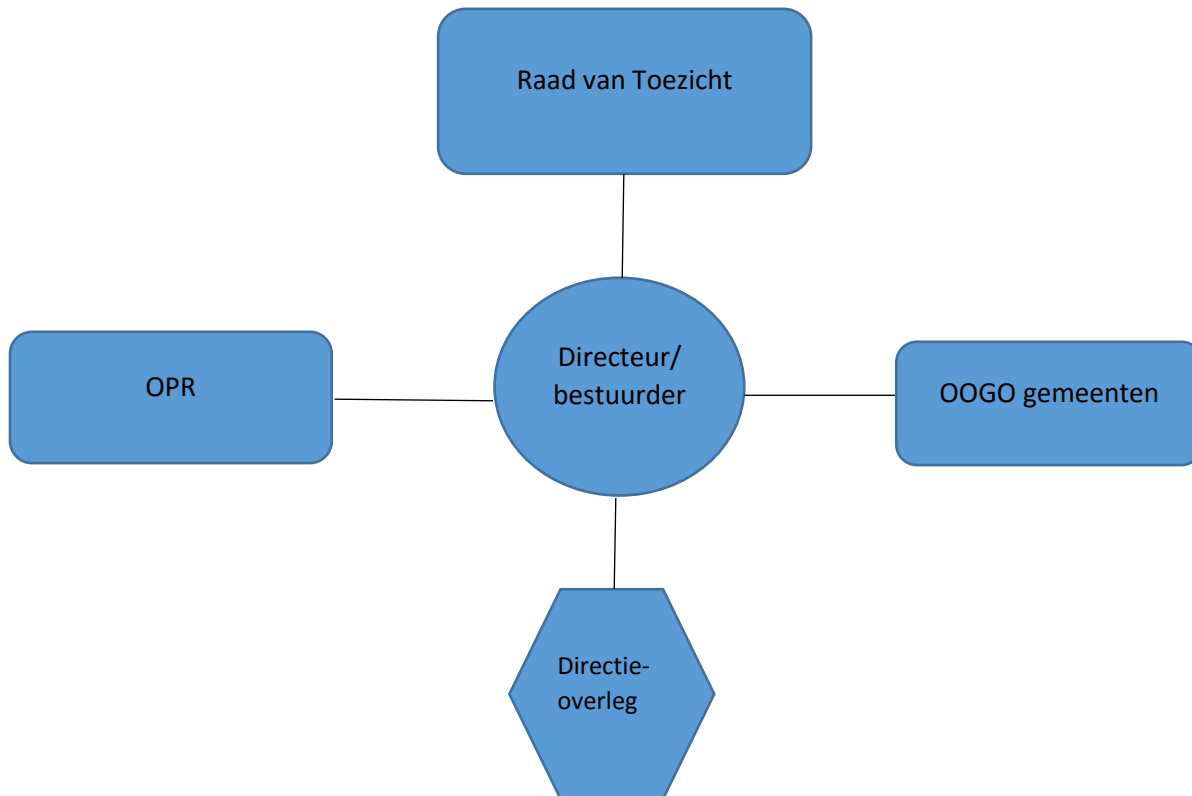 Raad van Toezicht
OPR
Directeur/
bestuurder
OOGO gemeenten
Directie-
overleg